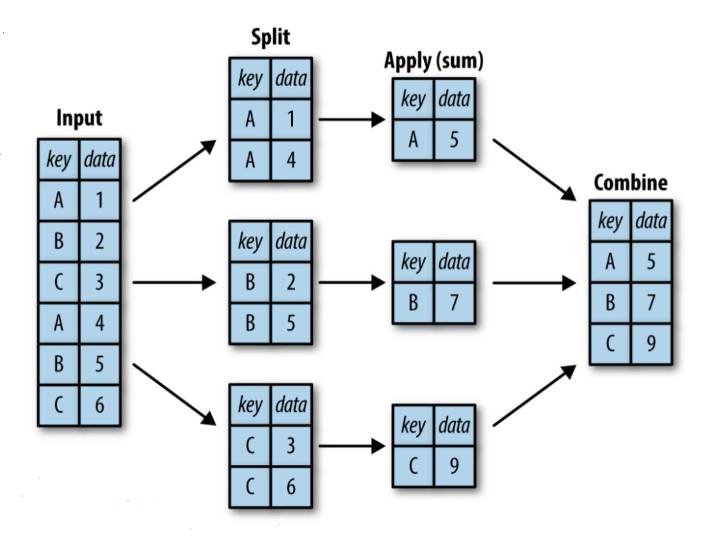 Input
key data
A 1
B 2
C 3
A 4
B 5
C 6
Split
key data
A 1
A 4
key data
B 2
B 5
key data
C 3
C 6
Apply (sum)
key data
A 5
key data
B 7
key data
C 9
Combine
key data
A 5
B 7
C 9